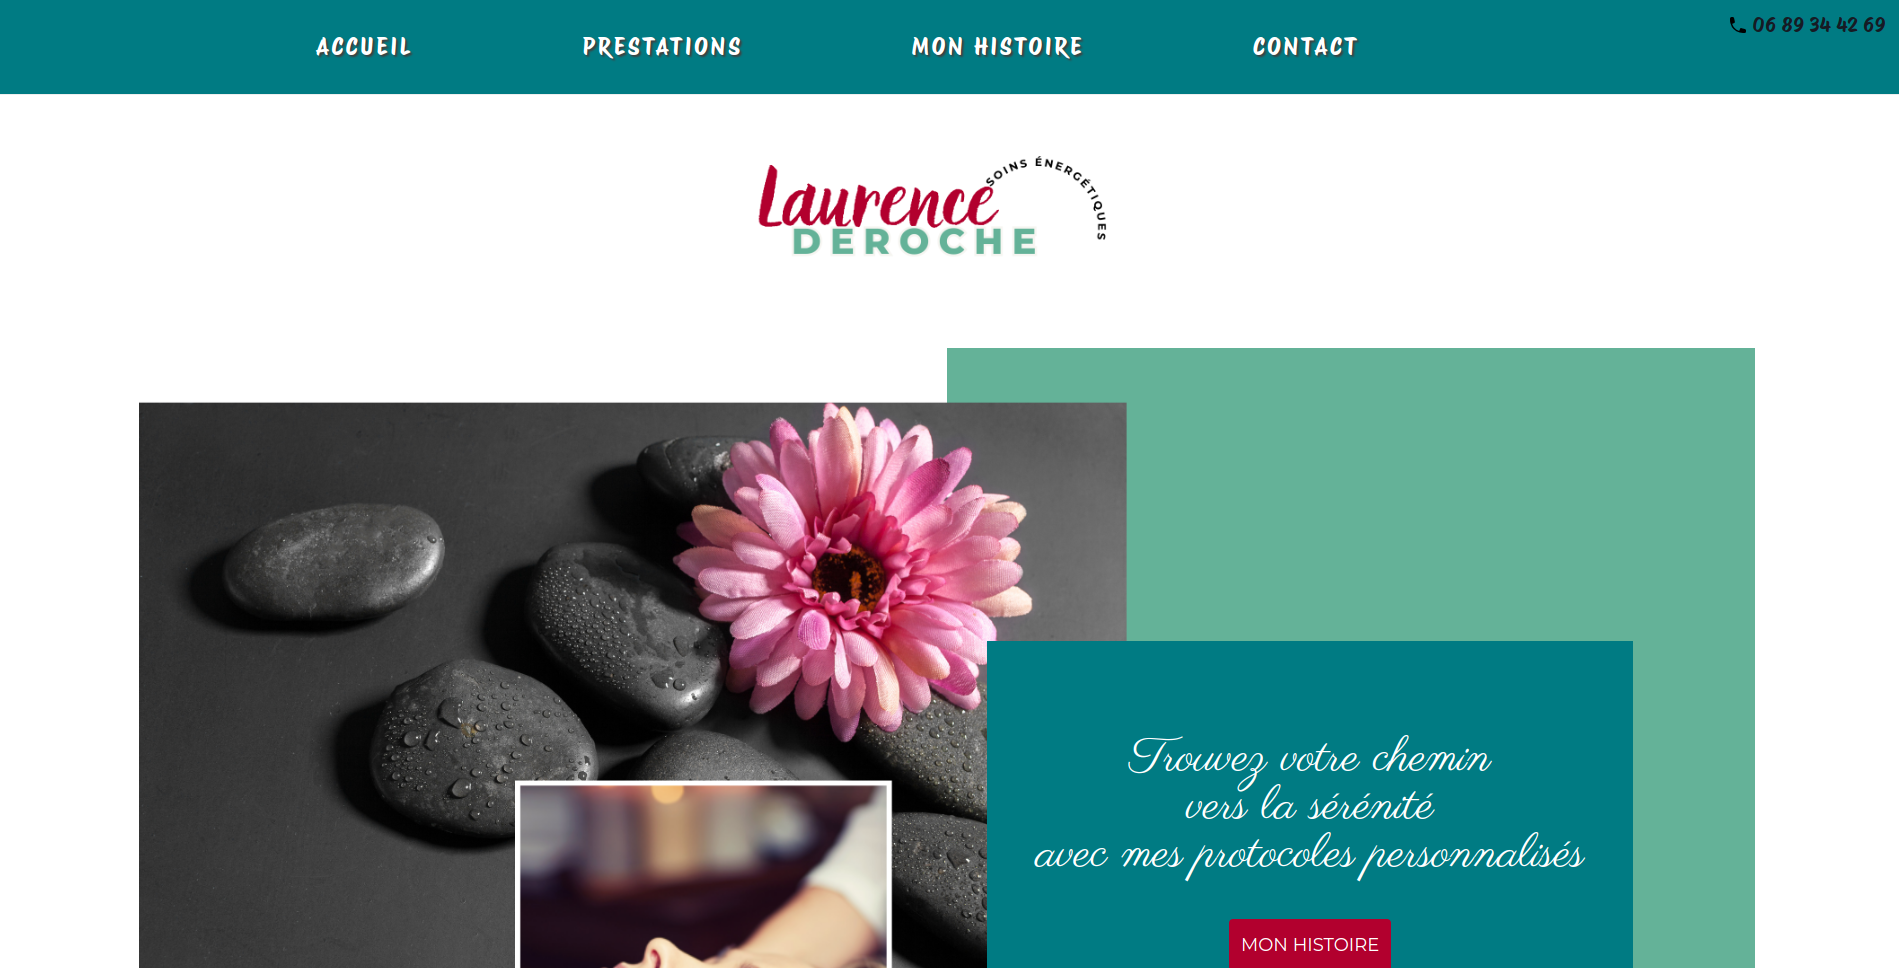 ACCUEIL
PRESTATIONS
MON HISTOIRE
CONTACT
06 89 34 42 69
SOINS ÉNERGÉTIQUES
Laurence
DEROCHE
Trouvez votre chemin
vers la sérénité
avec mes protocoles personnalisés
MON HISTOIRE